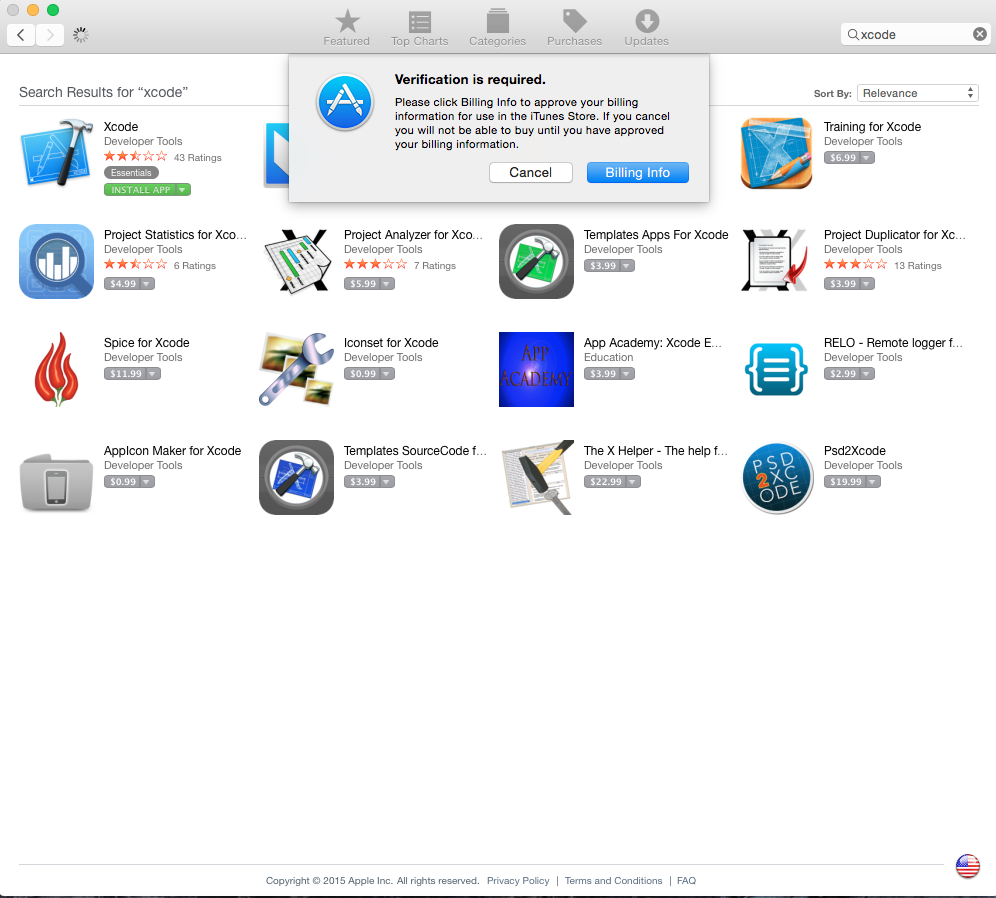 Featured
Top Charts
Categories
Purchases
Updates
xcode
Verification is required.
Please click Billing Info to approve your billing
information for use in the iTunes Store. If you cancel
you will not be able to buy until you have approved
your billing information.
Cancel
Billing Info
Search Results for “xcode”
Sort By:
Relevance
Xcode
Developer Tools
43 Ratings
Essentials
INSTALL APP
Training for Xcode
Developer Tools
$6.99
Project Statistics for Xco...
Developer Tools
6 Ratings
$4.99
Project Analyzer for Xco...
Developer Tools
7 Ratings
$5.99
Templates Apps For Xcode
Developer Tools
$3.99
Project Duplicator for Xc...
Developer Tools
13 Ratings
$3.99
Spice for Xcode
Developer Tools
$11.99
Iconset for Xcode
Developer Tools
$0.99
APP
ACADEMY
App Academy: Xcode E...
Education
$3.99
RELO - Remote logger f...
Developer Tools
$2.99
AppIcon Maker for Xcode
Developer Tools
$0.99
Templates SourceCode f...
Developer Tools
$3.99
The X Helper - The help f...
Developer Tools
$22.99
PSD
2XC
ODE
Psd2Xcode
Developer Tools
$19.99
Copyright © 2015 Apple Inc. All rights reserved. Privacy Policy | Terms and Conditions | FAQ